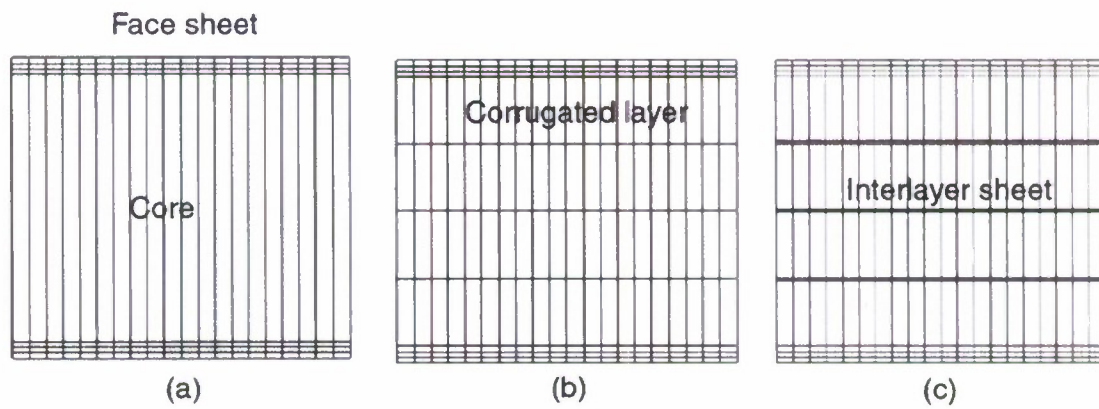 Face sheet
Core
Corrugated layer
Interlayer sheet
(a)
(b)
(c)